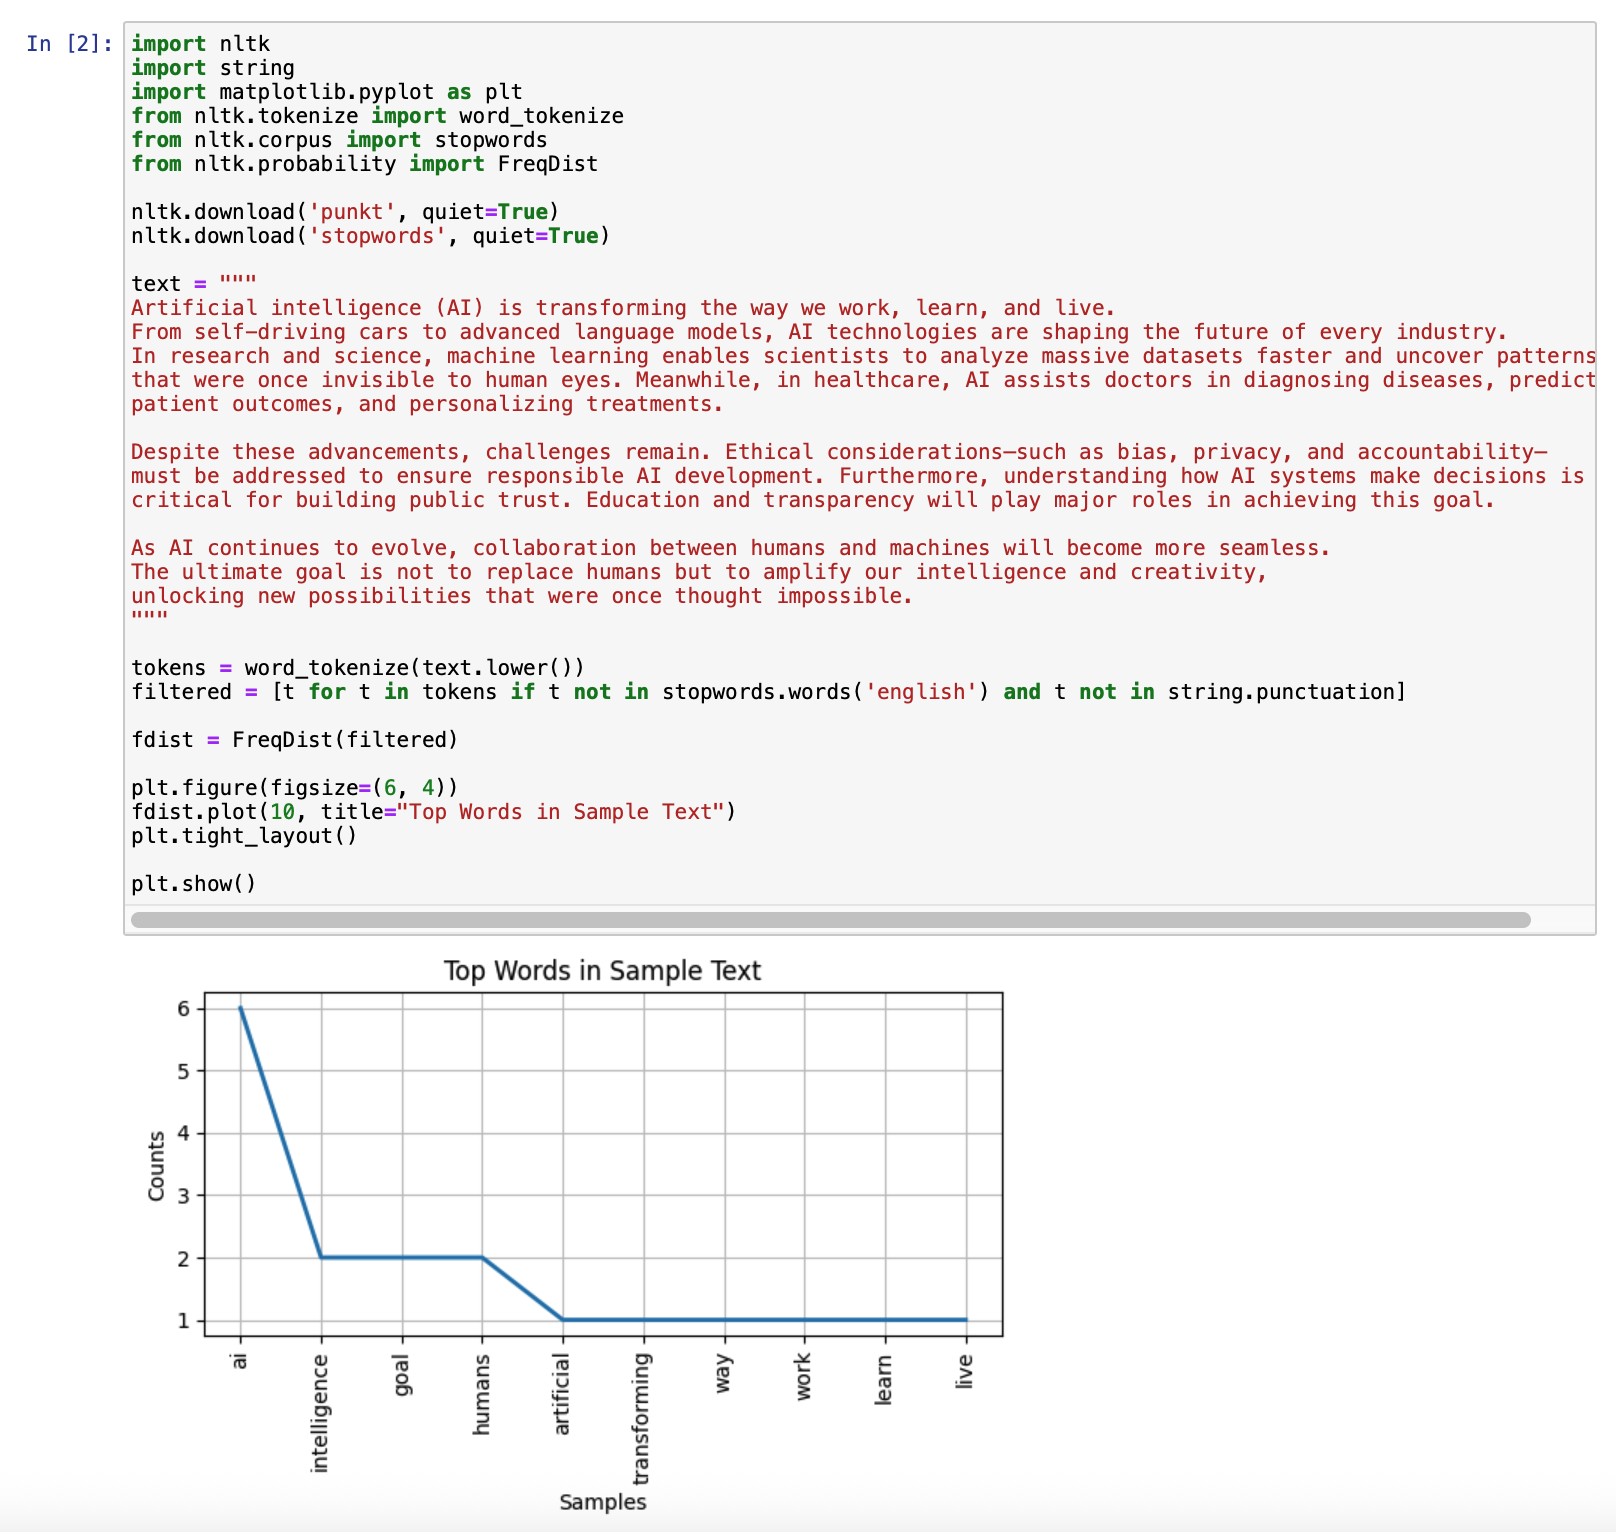 In [2]:
import nltk
import string
import matplotlib.pyplot as plt
from nltk.tokenize import word_tokenize
from nltk.corpus import stopwords
from nltk.probability import FreqDist
nltk.download('punkt', quiet=True)
nltk.download('stopwords', quiet=True)
text = """
Artificial intelligence (AI) is transforming the way we work, learn, and live.
From self-driving cars to advanced language models, AI technologies are shaping the future of every industry.
In research and science, machine learning enables scientists to analyze massive datasets faster and uncover patterns
that were once invisible to human eyes. Meanwhile, in healthcare, AI assists doctors in diagnosing diseases, predict
patient outcomes, and personalizing treatments.
Despite these advancements, challenges remain. Ethical considerations—such as bias, privacy, and accountability—
must be addressed to ensure responsible AI development. Furthermore, understanding how AI systems make decisions is
critical for building public trust. Education and transparency will play major roles in achieving this goal.
As AI continues to evolve, collaboration between humans and machines will become more seamless.
The ultimate goal is not to replace humans but to amplify our intelligence and creativity,
unlocking new possibilities that were once thought impossible.
"""
tokens = word_tokenize(text.lower())
filtered = [t for t in tokens if t not in stopwords.words('english') and t not in string.punctuation]
fdist = FreqDist(filtered)
plt.figure(figsize=(6, 4))
fdist.plot(10, title="Top Words in Sample Text")
plt.tight_layout()
plt.show()
Top Words in Sample Text
6
5
4
3
2
1
Counts
ai
intelligence
goal
humans
artificial
transforming
way
work
learn
live
Samples